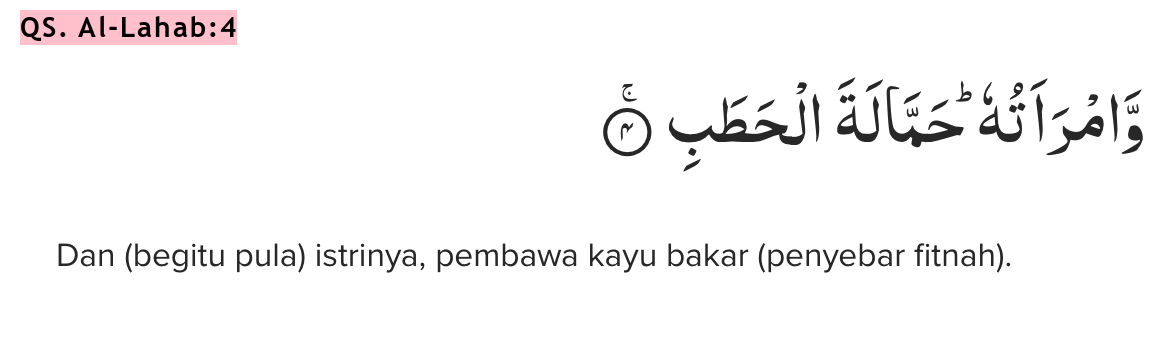 QS. Al-Lahab:4
وَّامْرَاَتُهٗ ۗحَمَّالَةَ الْحَطَبِۚ ۝٤
Dan (begitu pula) istrinya, pembawa kayu bakar (penyebar fitnah).